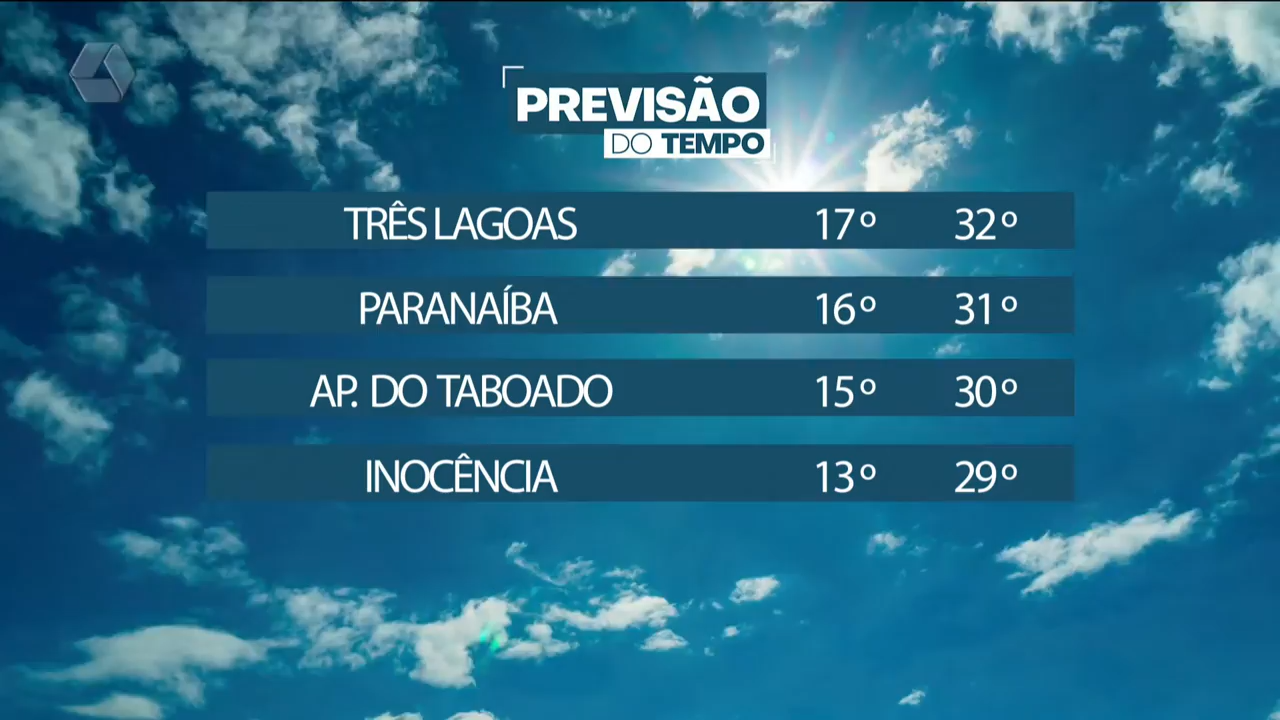 PREVISÃO
DO TEMPO
TRÊS LAGOAS 17º 32º
PARANAÍBA 16º 31º
AP. DO TABOADO 15º 30º
INOCÊNCIA 13º 29º